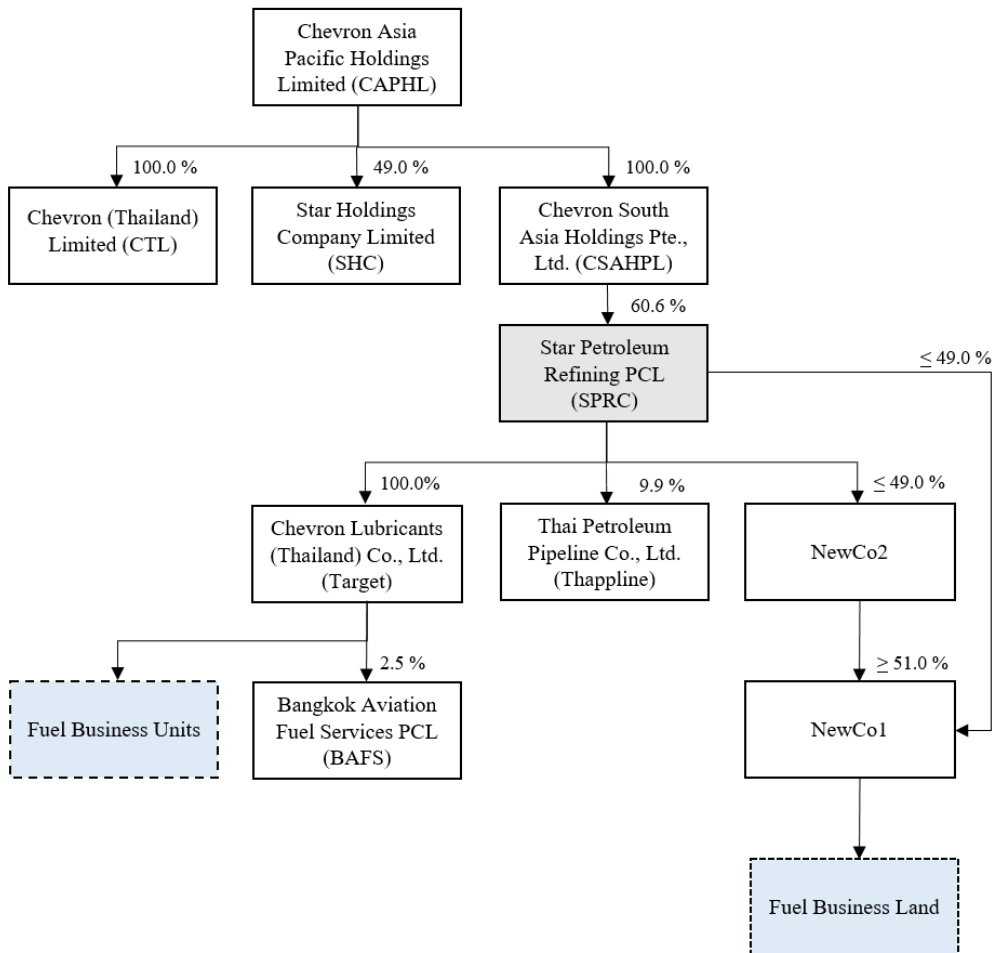 Chevron Asia
Pacific Holdings
Limited (CAPHL)
100.0 %
49.0 %
100.0 %
Chevron (Thailand)
Limited (CTL)
Star Holdings
Company Limited
(SHC)
Chevron South
Asia Holdings Pte.,
Ltd. (CSAHPL)
60.6 %
Star Petroleum
Refining PCL
(SPRC)
≤ 49.0 %
100.0%
9.9 %
≤ 49.0 %
Chevron Lubricants
(Thailand) Co., Ltd.
(Target)
Thai Petroleum
Pipeline Co., Ltd.
(Thappline)
NewCo2
2.5 %
≥ 51.0 %
Fuel Business Units
Bangkok Aviation
Fuel Services PCL
(BAFS)
NewCo1
Fuel Business Land